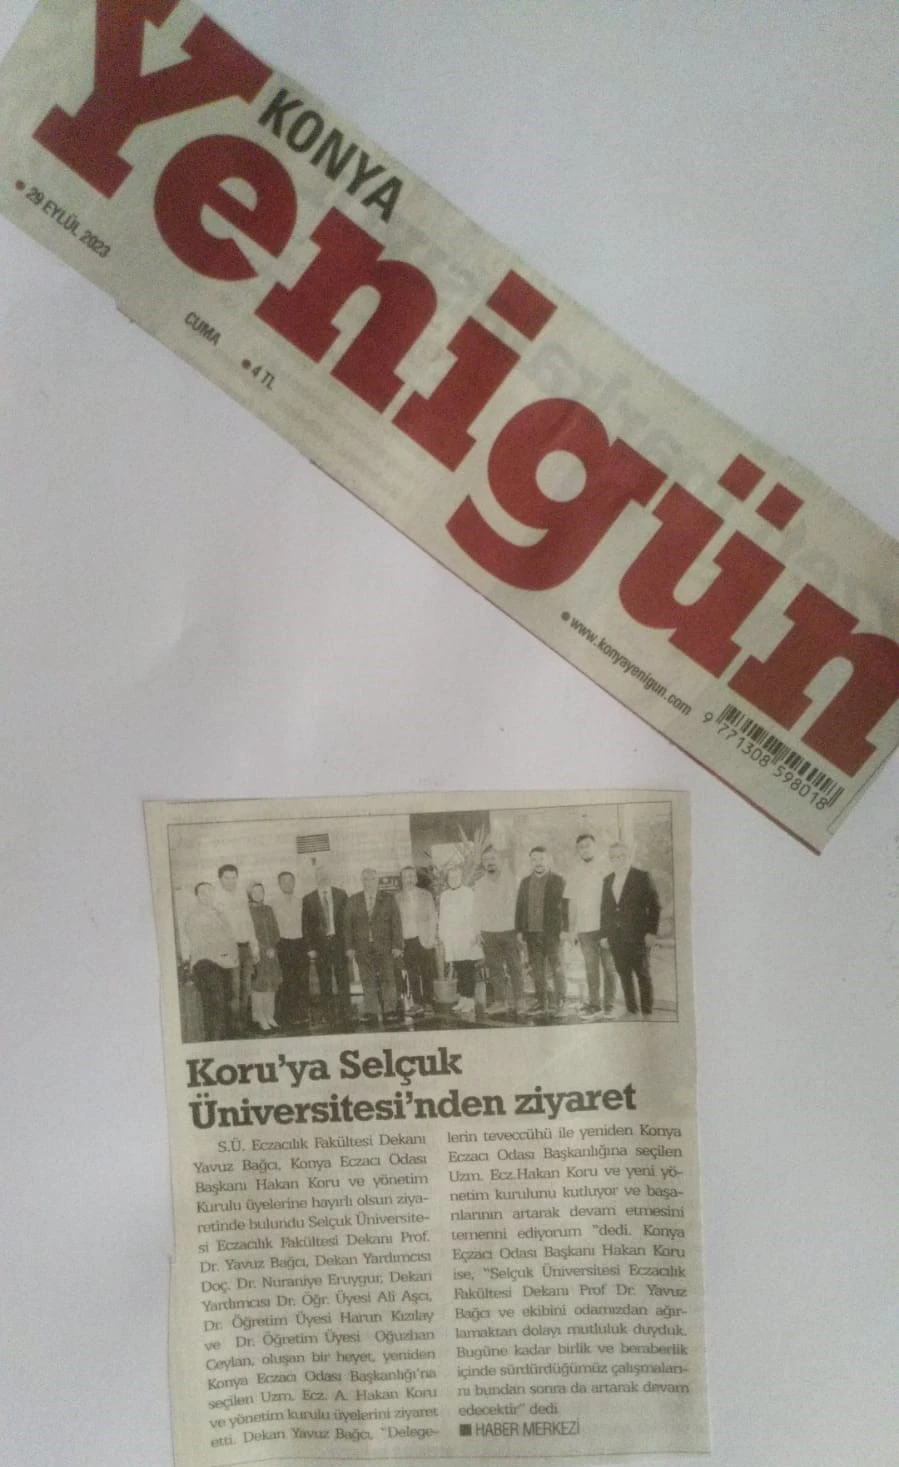 KONYA
Yenigün
29 EYLÜL 2023
CUMA
4 TL
www.konyayenigun.com
9 771308 598018
Koru'ya Selçuk
Üniversitesi'nden ziyaret
S.Ü. Eczacılık Fakültesi Dekanı
Yavuz Bağcı, Konya Eczacı Odası
Başkanı Hakan Koru ve yönetim
Kurulu üyelerine hayırlı olsun ziya-
retinde bulundu Selçuk Üniversite-
si Eczacılık Fakültesi Dekanı Prof.
Dr. Yavuz Bağcı, Dekan Yardımcısı
Doç. Dr. Nuraniye Eruygur, Dekan
Yardımcısı Dr. Öğr. Üyesi Ali Aşcı,
Dr. Öğretim Üyesi Harun Kızılay
ve Dr. Öğretim Üyesi Oğuzhan
Ceylan, oluşan bir heyet, yeniden
Konya Eczacı Odası Başkanlığı'na
seçilen Uzm. Ecz. A. Hakan Koru
ve yönetim kurulu üyelerini ziyaret
etti. Dekan Yavuz Bağcı, "Delege-
lerin teveccühü ile yeniden Konya
Eczacı Odası Başkanlığına seçilen
Uzm. Ecz.Hakan Koru ve yeni yö-
netim kurulunu kutluyor ve başa-
rılarının artarak devam etmesini
temenni ediyorum "dedi. Konya
Eczacı Odası Başkanı Hakan Koru
ise, "Selçuk Üniversitesi Eczacılık
Fakültesi Dekanı Prof Dr. Yavuz
Bağcı ve ekibini odamızdan ağır-
lamaktan dolayı mutluluk duyduk.
Bugüne kadar birlik ve beraberlik
içinde sürdürdüğümüz çalışmaları-
nı bundan sonra da artarak devam
edecektir" dedi
HABER MERKEZİ